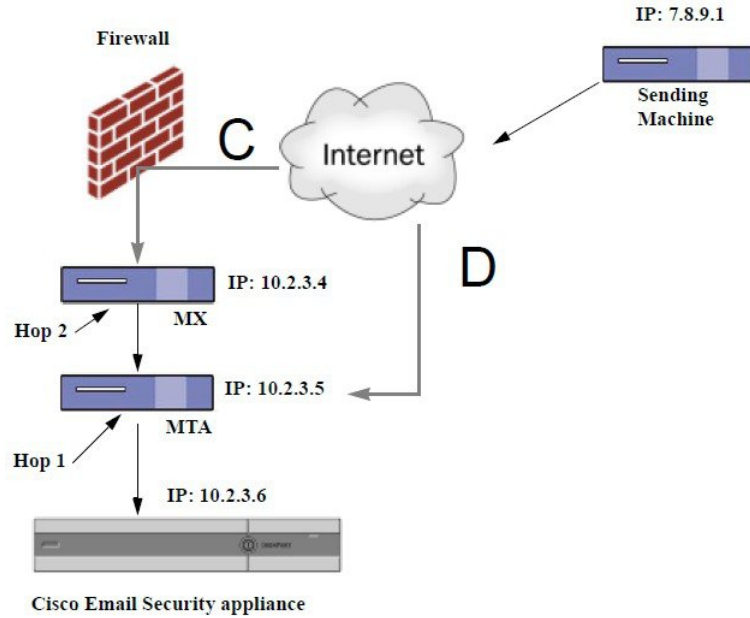 IP: 7.8.9.1
Firewall
Sending
Machine
C
Internet
D
IP: 10.2.3.4
MX
Hop 2
IP: 10.2.3.5
MTA
Hop 1
IP: 10.2.3.6
Cisco Email Security appliance